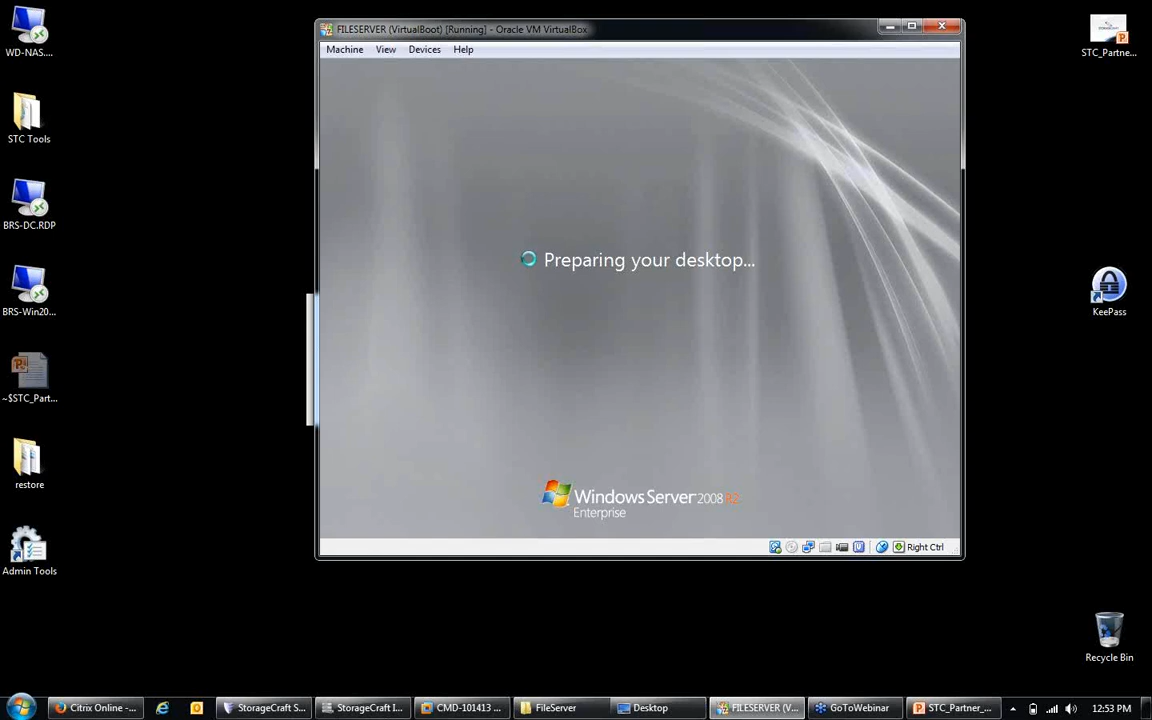 WD-NAS....
STC Tools
BRS-DC.RDP
BRS-Win20...
~$STC_Part...
restore
Admin Tools
FILESERVER (VirtualBoot) [Running] - Oracle VM VirtualBox
Machine View Devices Help
Preparing your desktop...
Windows Server 2008 R2
Enterprise
Right Ctrl
STC_Partne...
KeePass
Recycle Bin
Citrix Online -...
StorageCraft S...
StorageCraft I...
CMD-101413 ...
FileServer
Desktop
FILESERVER (V...
GoToWebinar
STC_Partner_...
12:53 PM